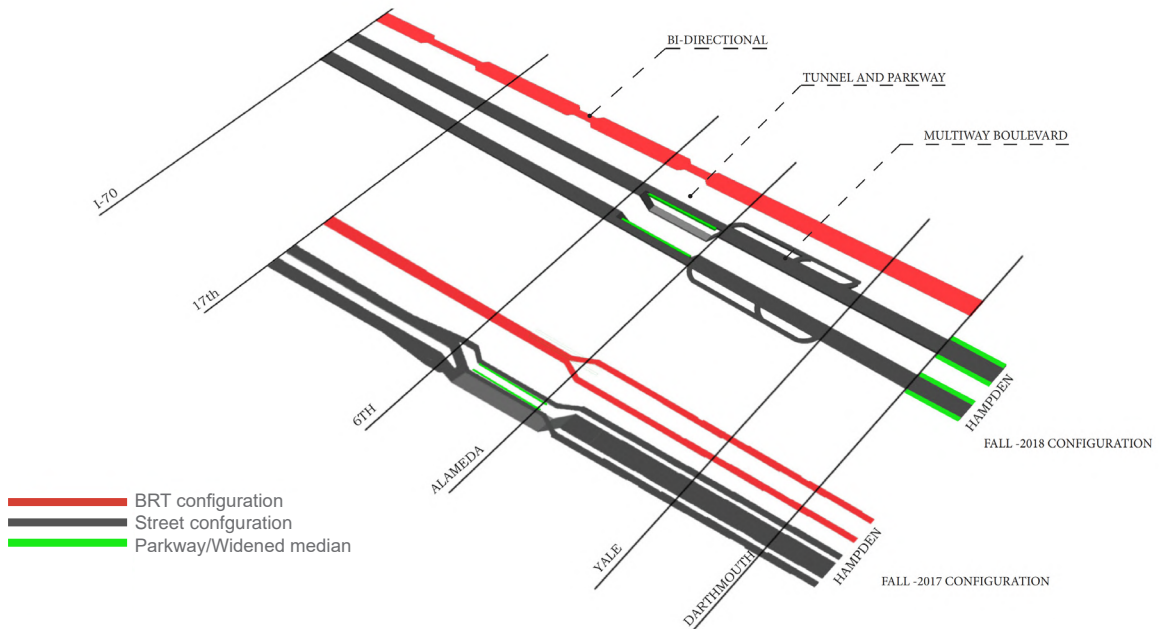 BI-DIRECTIONAL
TUNNEL AND PARKWAY
MULTIWAY BOULEVARD
I-70
17th
6TH
ALAMEDA
YALE
DARTHMOUTH
HAMPDEN
FALL -2018 CONFIGURATION
HAMPDEN
FALL -2017 CONFIGURATION
BRT configuration
Street confguration
Parkway/Widened median